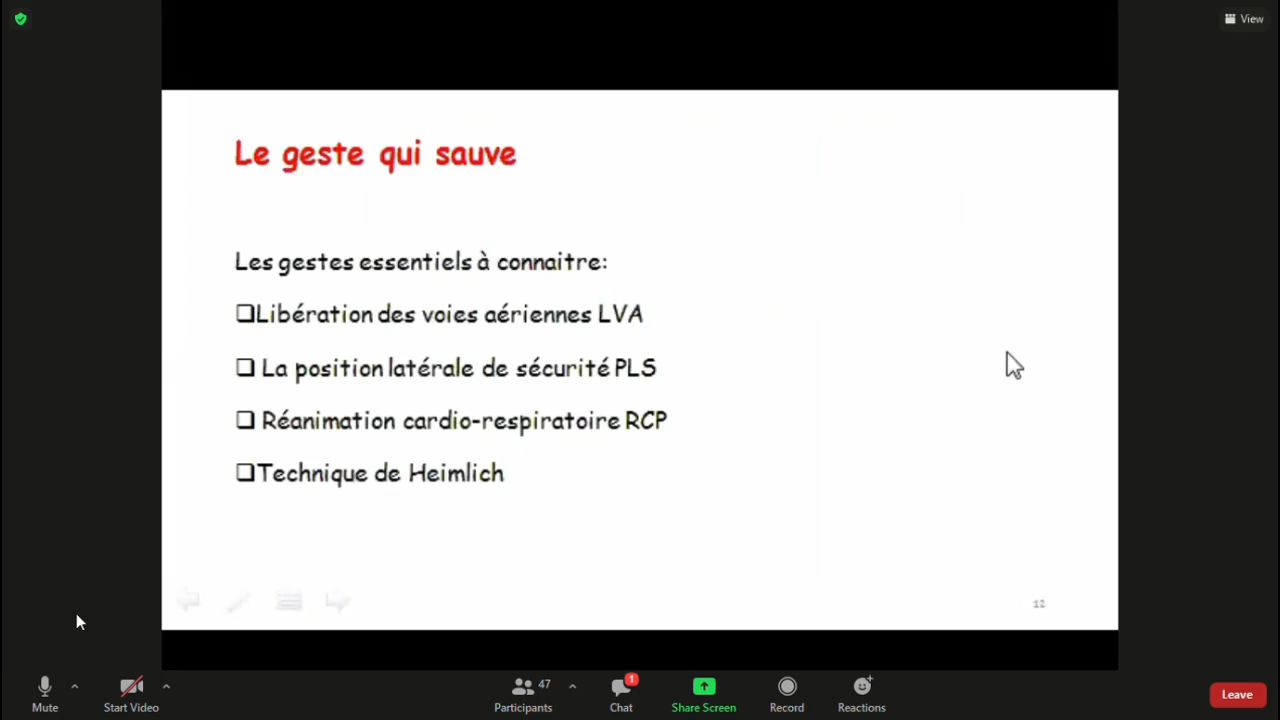 View
Le geste qui sauve
Les gestes essentiels à connaitre:
❑Libération des voies aériennes LVA
❑ La position latérale de sécurité PLS
❑ Réanimation cardio-respiratoire RCP
❑Technique de Heimlich
47
1
Mute
Start Video
Participants
Chat
Share Screen
Record
Reactions
Leave